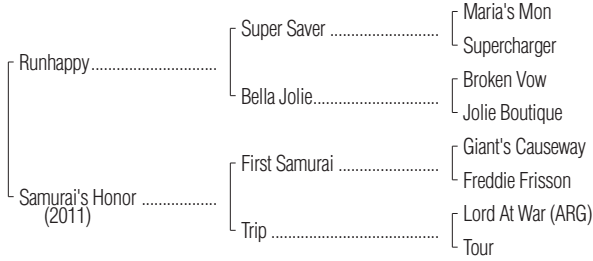 Maria's Mon
Super Saver ..............................
Supercharger
Runhappy...................................
Broken Vow
Bella Jolie...................................
Jolie Boutique
Giant's Causeway
First Samurai ............................
Freddie Frisson
Samurai's Honor .....................
(2011)
Lord At War (ARG)
Trip ...............................................
Tour